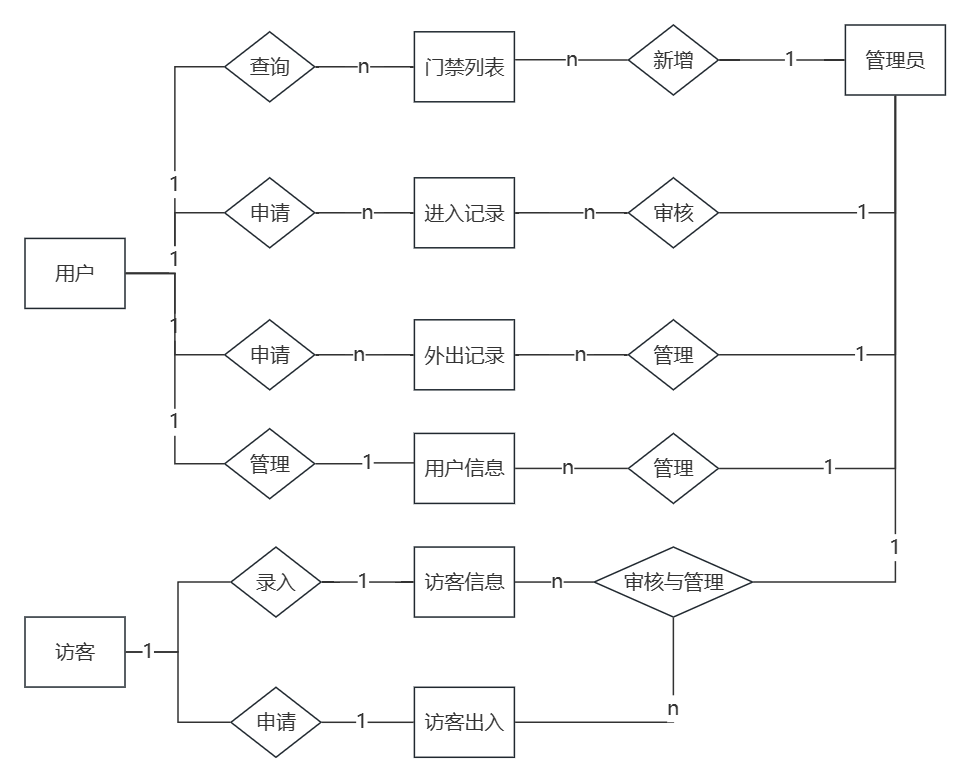 查询
n
门禁列表
n
新增
1
管理员
1
申请
n
进入记录
n
审核
1
用户
1
1
申请
n
外出记录
n
管理
1
1
管理
1
用户信息
n
管理
1
1
录入
1
访客信息
n
审核与管理
访客
1
n
申请
1
访客出入